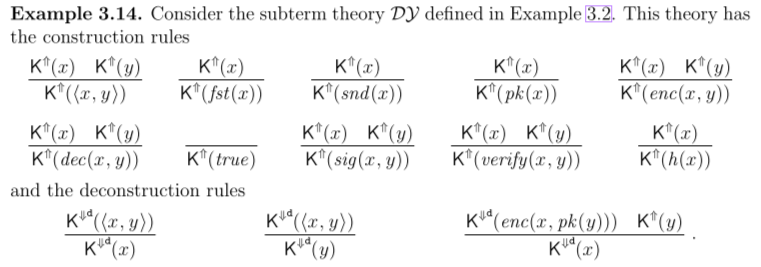 Example 3.14. Consider the subterm theory 𝒟𝒴 defined in Example 3.2. This theory has
the construction rules
K⇑(x) K⇑(y) K⇑(x) K⇑(x) K⇑(x) K⇑(x) K⇑(y)
K⇑(⟨x, y⟩) K⇑(fst(x)) K⇑(snd(x)) K⇑(pk(x)) K⇑(enc(x, y))
K⇑(x) K⇑(y) K⇑(x) K⇑(y) K⇑(x) K⇑(y) K⇑(x)
K⇑(dec(x, y)) K⇑(true) K⇑(sig(x, y)) K⇑(verify(x, y)) K⇑(h(x))
and the deconstruction rules
K⇓d(⟨x, y⟩) K⇓d(⟨x, y⟩) K⇓d(enc(x, pk(y))) K⇑(y)
K⇓d(x) K⇓d(y) K⇓d(x) .